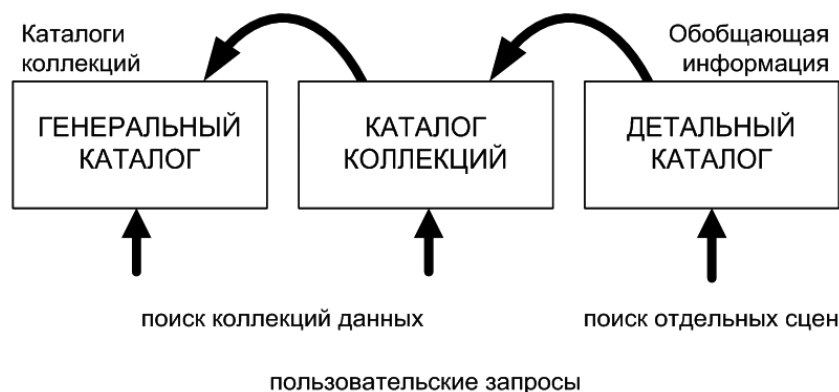 Каталоги
коллекций
Обобщающая
информация
ГЕНЕРАЛЬНЫЙ
КАТАЛОГ
КАТАЛОГ
КОЛЛЕКЦИЙ
ДЕТАЛЬНЫЙ
КАТАЛОГ
поиск коллекций данных
поиск отдельных сцен
пользовательские запросы